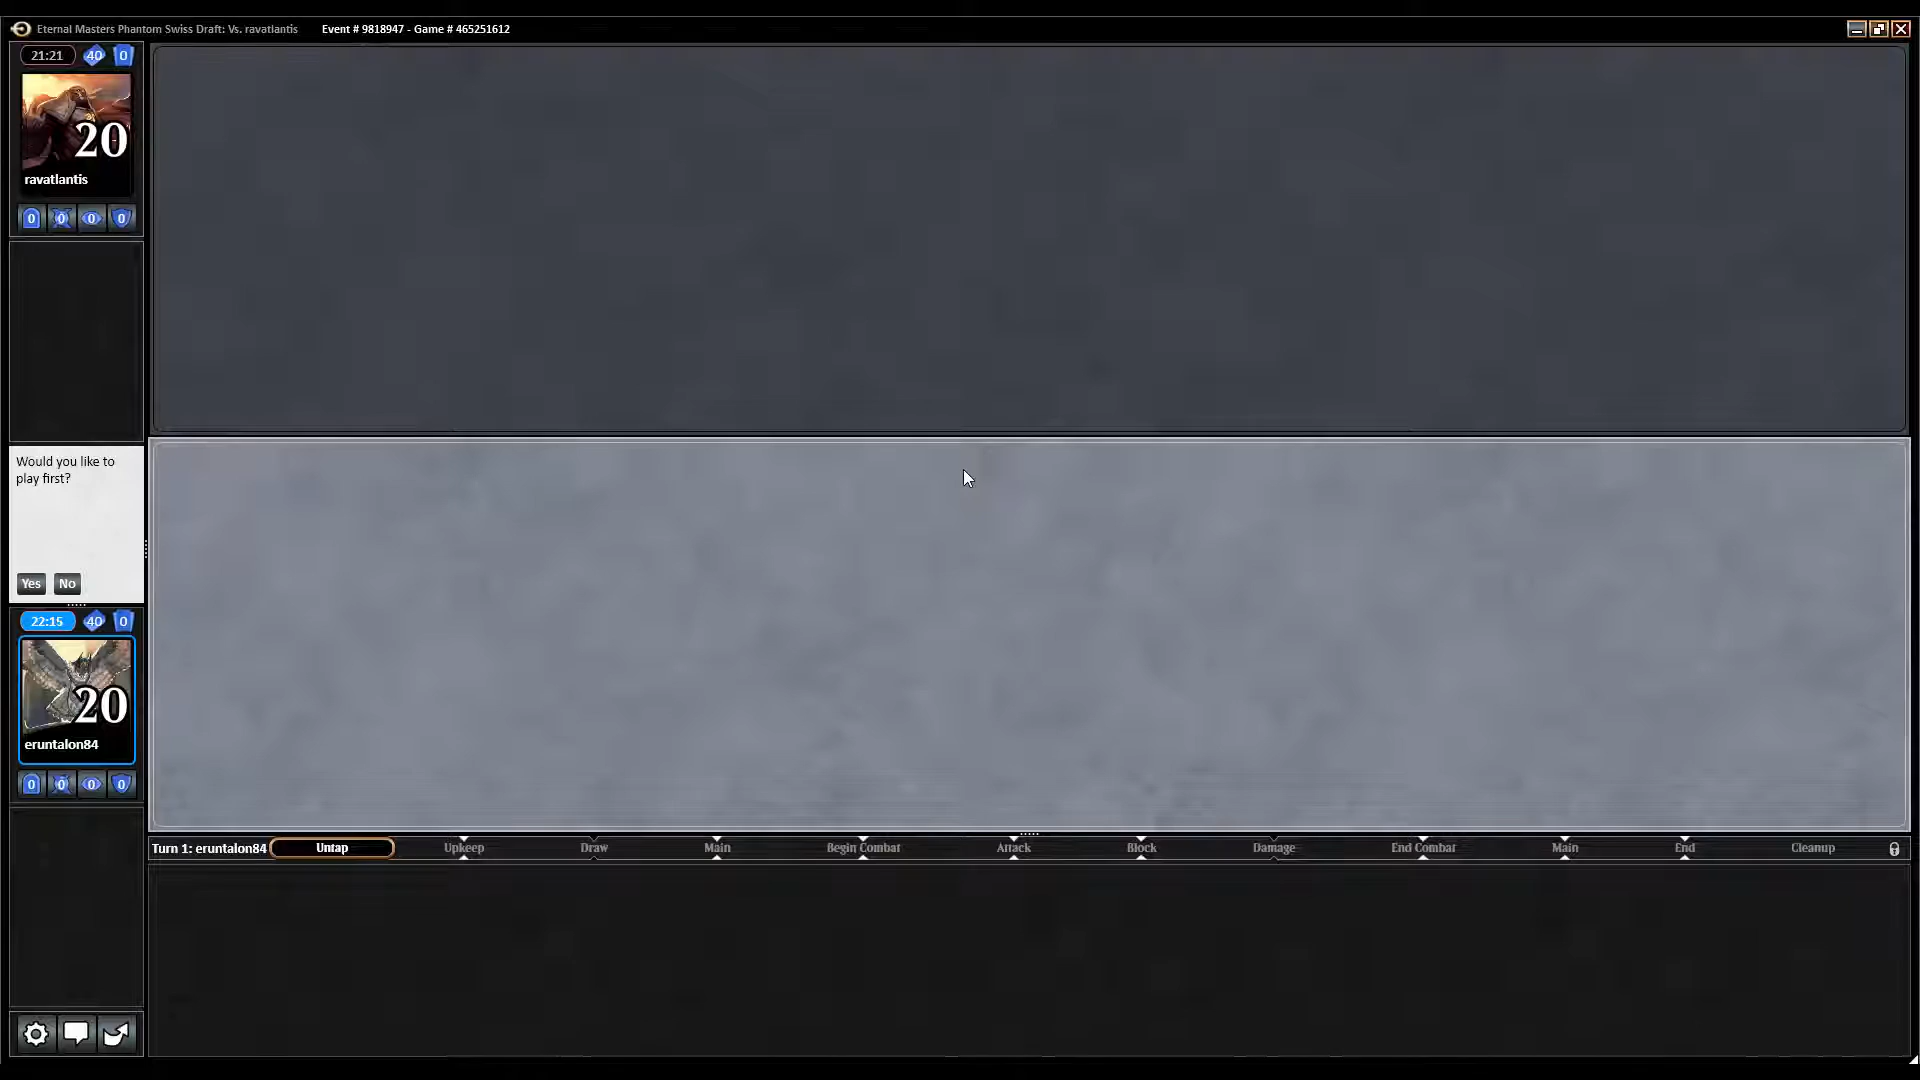 Eternal Masters Phantom Swiss Draft: Vs. ravatlantis Event # 9818947 - Game # 465251612
21:21 40 0
20
ravatlantis
0 0 0 0
Would you like to
play first?
Yes No
22:15 40 0
20
eruntalon84
0 0 0 0
Turn 1: eruntalon84 Untap Upkeep Draw Main Begin Combat Attack Block Damage End Combat Main End Cleanup